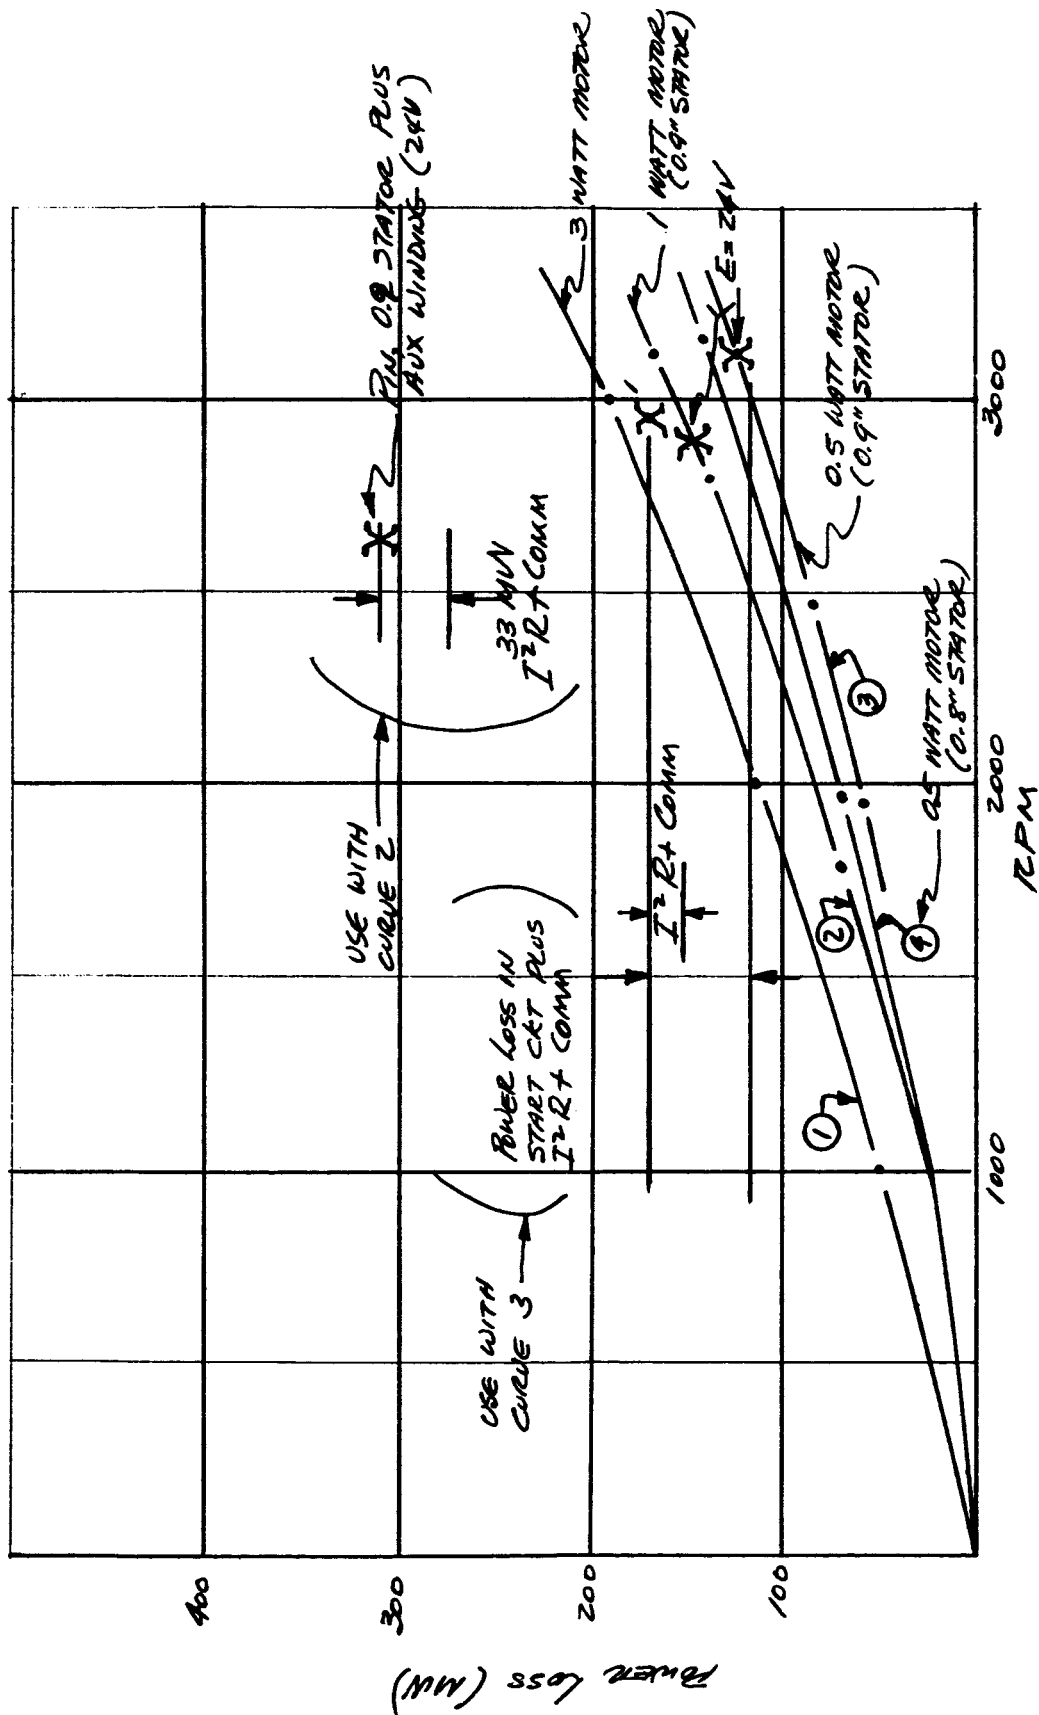 POWER LOSS (MW)
400
300
200
100
1000
2000
3000
RPM
USE WITH
CURVE 3
POWER LOSS IN
START CKT PLUS
I²R + COMM
USE WITH
CURVE 2
I²R + COMM
33 MW
I²R + COMM
PIN, 0.9 STATOR PLUS
AUX WINDING (24V)
3 WATT MOTOR
1 WATT MOTOR
(0.9" STATOR)
E = 24V
0.5 WATT MOTOR
(0.9" STATOR)
0.5 WATT MOTOR
(0.8" STATOR)
1
2
3
4